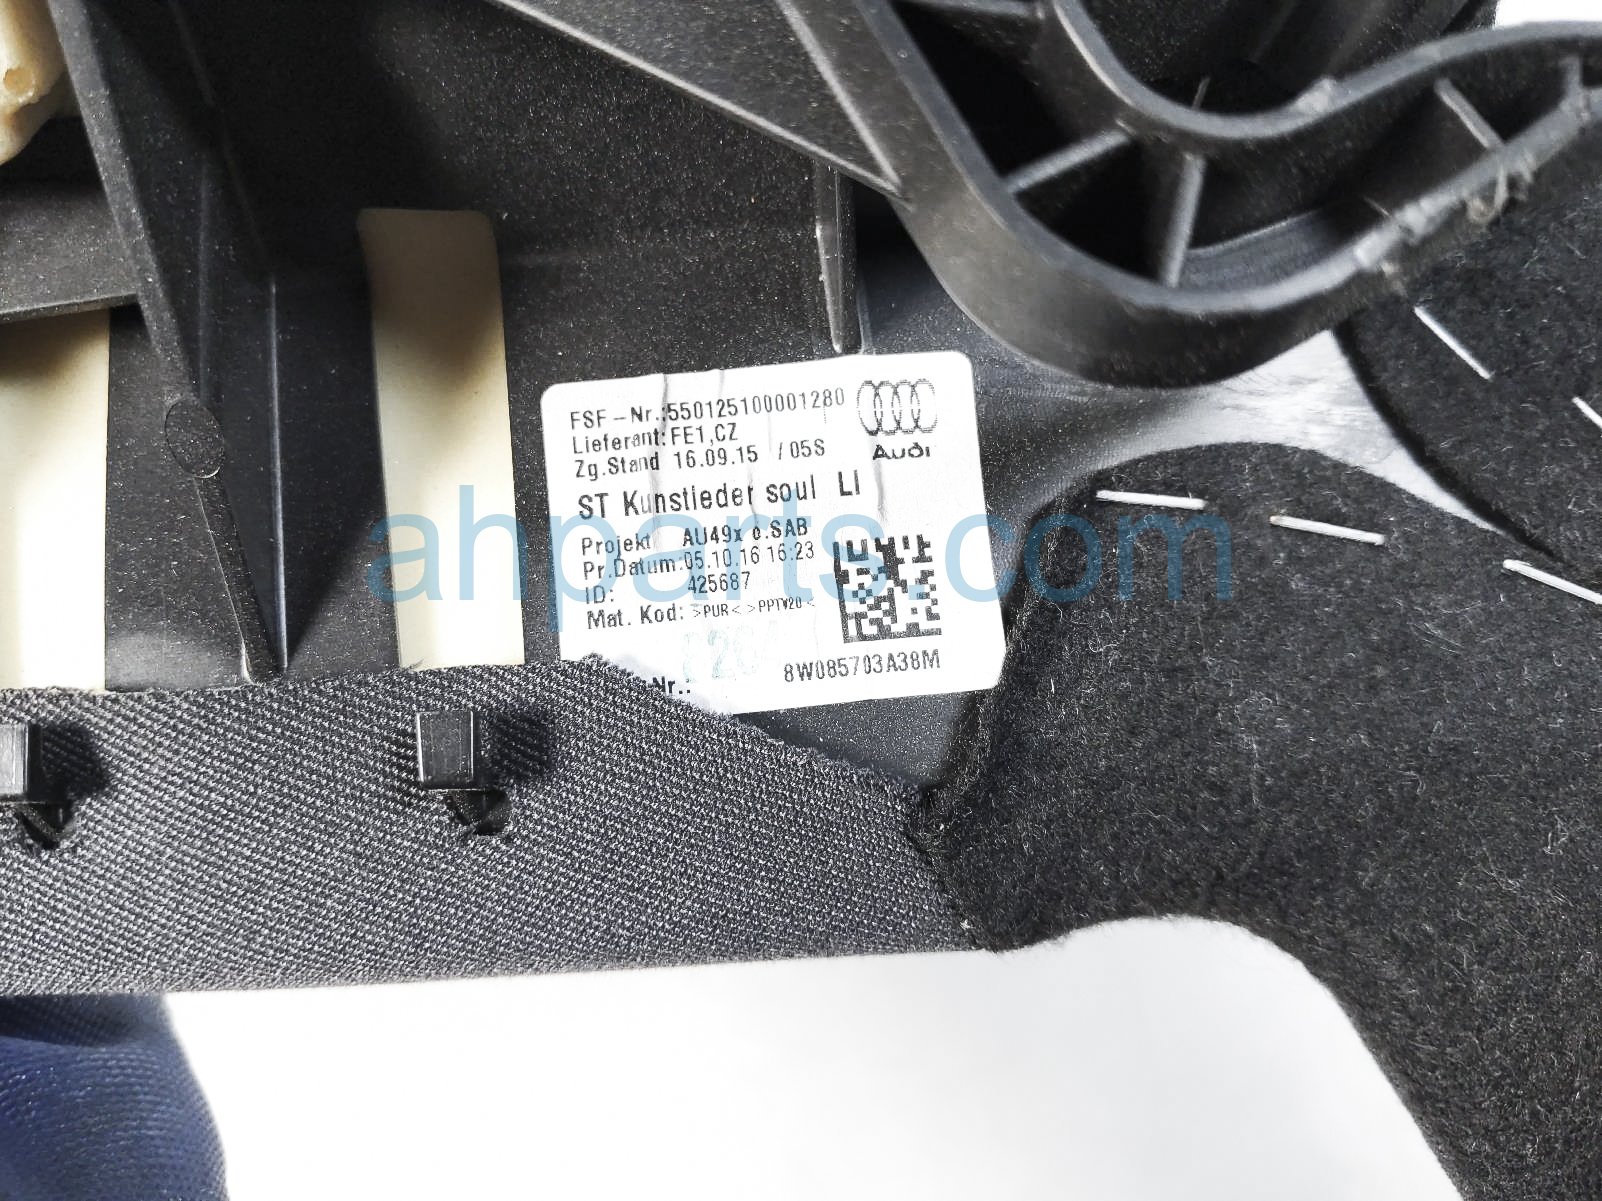 FSF-Nr.:550125100001280
Lieferant:FE1,CZ
Zg.Stand 16.09.15 /05S
Audi
ST Kunstleder soul LI
Projekt AU49x o.SAB
Pr.Datum:05.10.16 16:23
ID: 425687
Mat. Kod: >PUR< >PPTV20<
Nr.:
8W085703A38M
ahparts.com